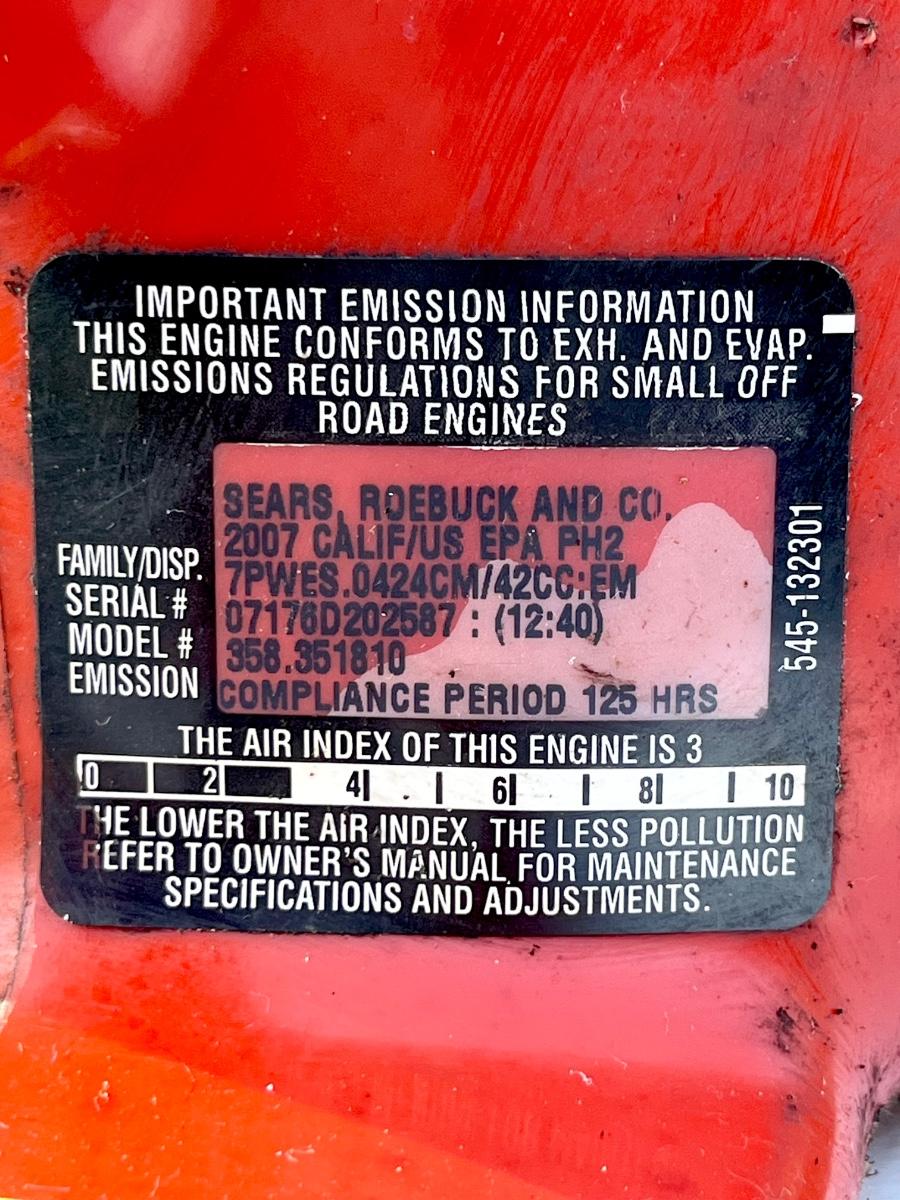 IMPORTANT EMISSION INFORMATION
THIS ENGINE CONFORMS TO EXH. AND EVAP.
EMISSIONS REGULATIONS FOR SMALL OFF
ROAD ENGINES
SEARS, ROEBUCK AND CO.
2007 CALIF/US EPA PH2
FAMILY/DISP. 7PWES.0424CM/42CC:EM
SERIAL # 07176D202587 : (12:40)
MODEL # 358.351810
EMISSION COMPLIANCE PERIOD 125 HRS
545-132301
THE AIR INDEX OF THIS ENGINE IS 3
0 2 4 6 8 10
THE LOWER THE AIR INDEX, THE LESS POLLUTION
REFER TO OWNER'S MANUAL FOR MAINTENANCE
SPECIFICATIONS AND ADJUSTMENTS.